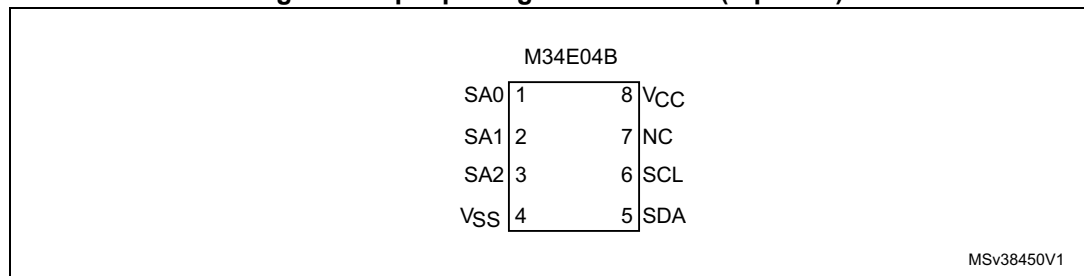 M34E04B
SA0 1 8 VCC
SA1 2 7 NC
SA2 3 6 SCL
VSS 4 5 SDA
MSv38450V1